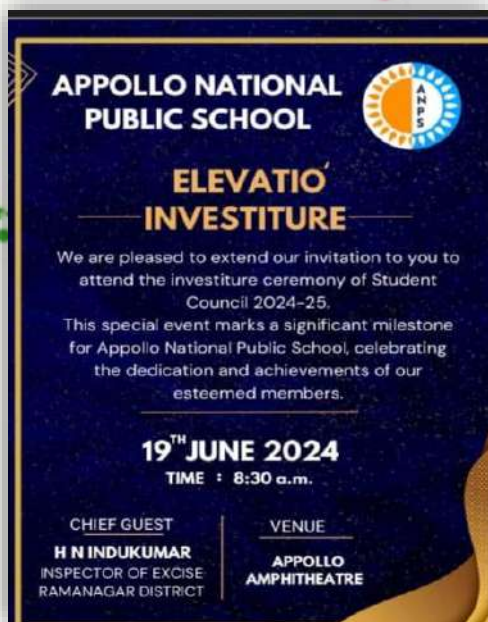 APPOLLO NATIONAL
PUBLIC SCHOOL
ANPS
ELEVATIO´
INVESTITURE
We are pleased to extend our invitation to you to
attend the investiture ceremony of Student
Council 2024-25.
This special event marks a significant milestone
for Appollo National Public School, celebrating
the dedication and achievements of our
esteemed members.
19TH JUNE 2024
TIME : 8:30 a.m.
CHIEF GUEST
H N INDUKUMAR
INSPECTOR OF EXCISE
RAMANAGAR DISTRICT
VENUE
APPOLLO
AMPHITHEATRE